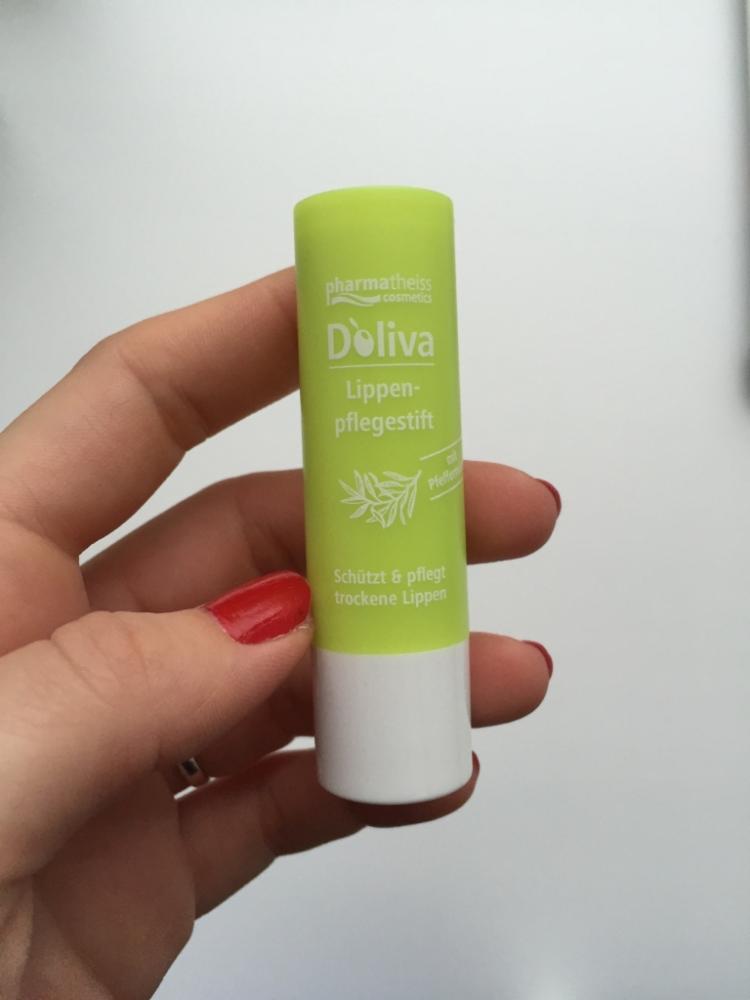 pharmatheiss
cosmetics
D'oliva
Lippen-
pflegestift
mit
Schützt & pflegt
trockene Lippen